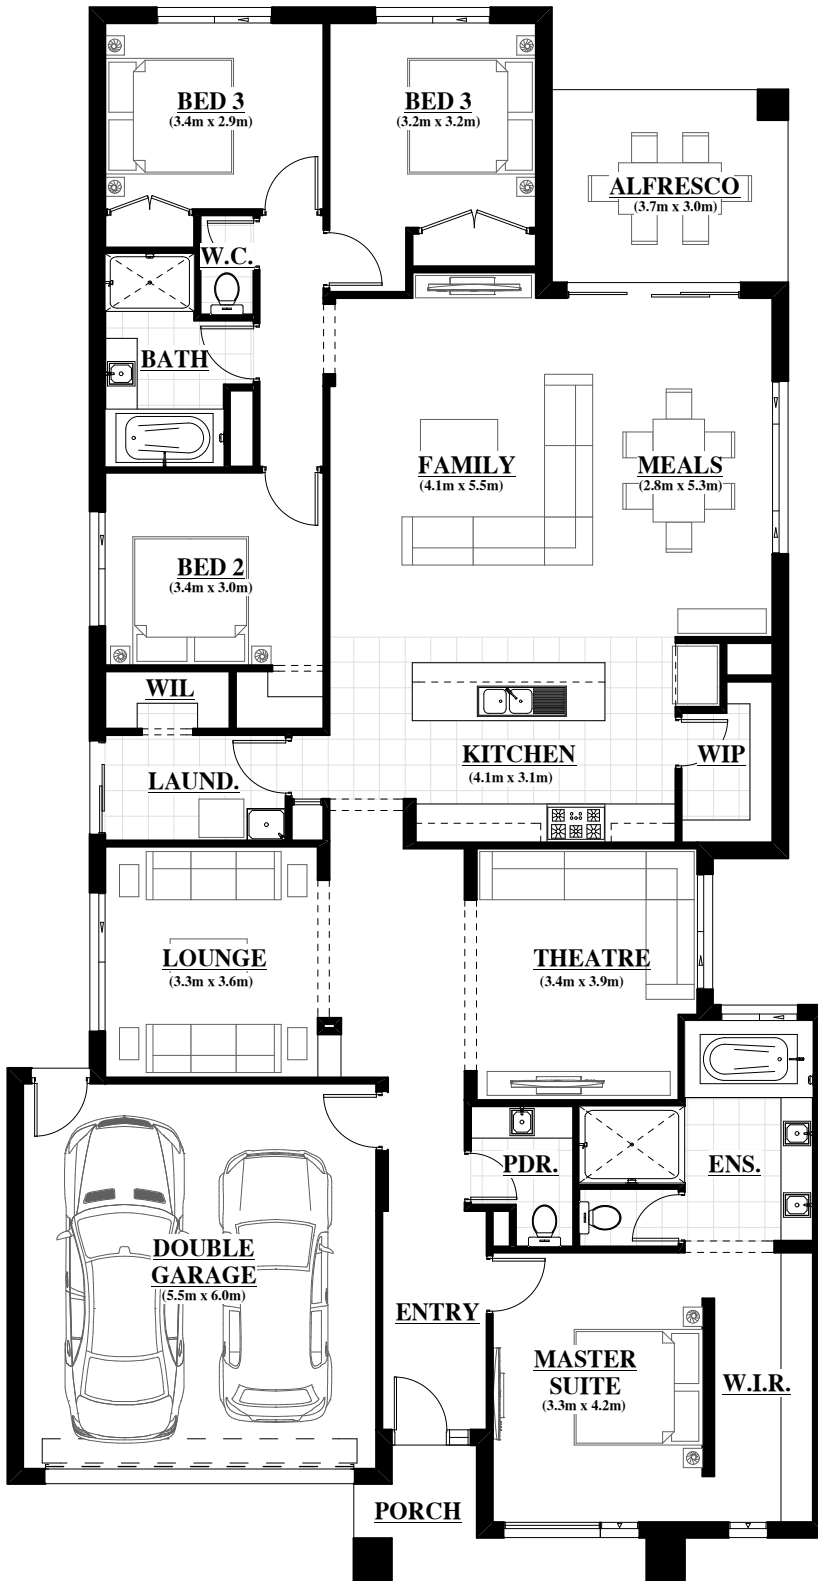 BED 3
(3.4m x 2.9m)
BED 3
(3.2m x 3.2m)
ALFRESCO
(3.7m x 3.0m)
W.C.
BATH
FAMILY
(4.1m x 5.5m)
MEALS
(2.8m x 5.3m)
BED 2
(3.4m x 3.0m)
WIL
KITCHEN
(4.1m x 3.1m)
WIP
LAUND.
LOUNGE
(3.3m x 3.6m)
THEATRE
(3.4m x 3.9m)
PDR.
ENS.
DOUBLE
GARAGE
(5.5m x 6.0m)
ENTRY
MASTER
SUITE
(3.3m x 4.2m)
W.I.R.
PORCH